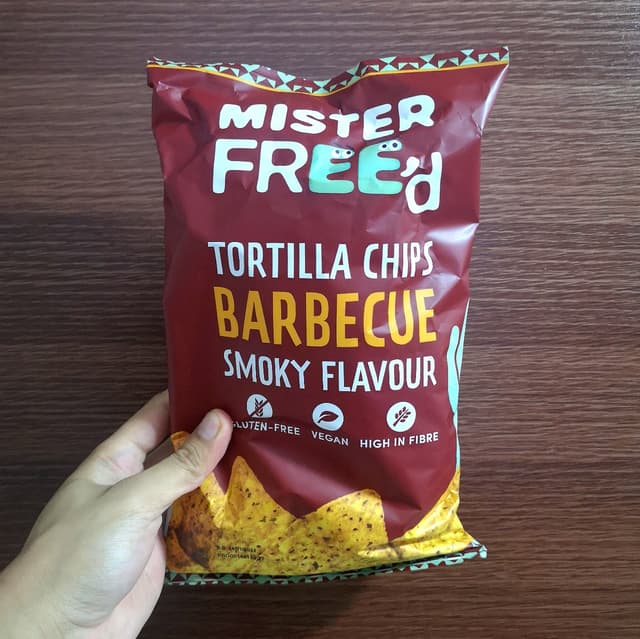 MISTER
FREE'd
TORTILLA CHIPS
BARBECUE
SMOKY FLAVOUR
GLUTEN-FREE VEGAN HIGH IN FIBRE